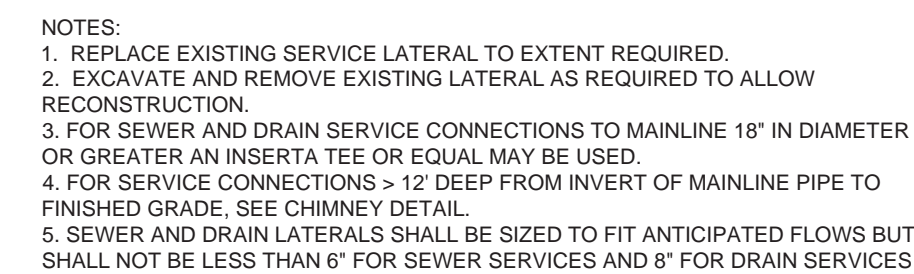 NOTES:
1. REPLACE EXISTING SERVICE LATERAL TO EXTENT REQUIRED.
2. EXCAVATE AND REMOVE EXISTING LATERAL AS REQUIRED TO ALLOW
RECONSTRUCTION.
3. FOR SEWER AND DRAIN SERVICE CONNECTIONS TO MAINLINE 18" IN DIAMETER
OR GREATER AN INSERTA TEE OR EQUAL MAY BE USED.
4. FOR SERVICE CONNECTIONS > 12' DEEP FROM INVERT OF MAINLINE PIPE TO
FINISHED GRADE, SEE CHIMNEY DETAIL.
5. SEWER AND DRAIN LATERALS SHALL BE SIZED TO FIT ANTICIPATED FLOWS BUT
SHALL NOT BE LESS THAN 6" FOR SEWER SERVICES AND 8" FOR DRAIN SERVICES